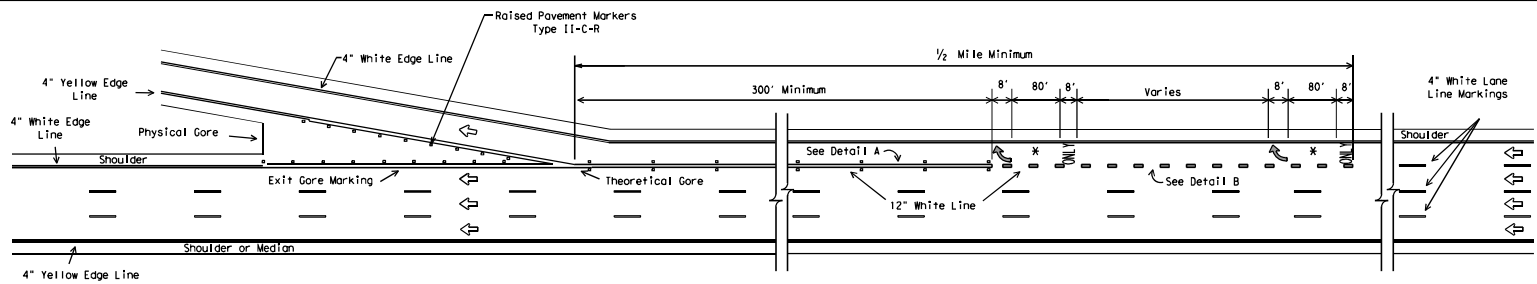 Raised Pavement Markers
Type II-C-R
4" White Edge Line
½ Mile Minimum
4" Yellow Edge
Line
300' Minimum
8'
80'
8'
Varies
8'
80'
8'
4" White Lane
Line Markings
4" White Edge
Line
Physical Gore
Shoulder
Shoulder
See Detail A
*
ONLY
*
ONLY
Exit Gore Marking
Theoretical Gore
See Detail B
12" White Line
Shoulder or Median
4" Yellow Edge Line